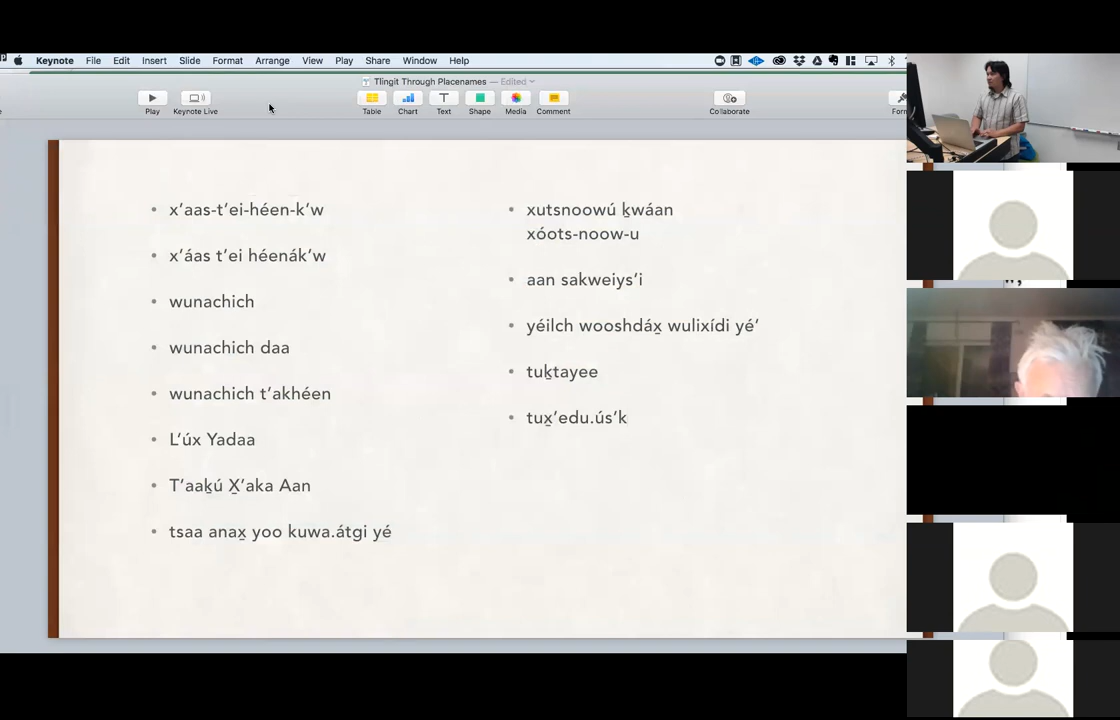 Keynote File Edit Insert Slide Format Arrange View Play Share Window Help
Tlingit Through Placenames — Edited
Play Keynote Live Table Chart Text Shape Media Comment Collaborate
• x’aas-t’ei-héen-k’w
• x’áas t’ei héenák’w
• wunachich
• wunachich daa
• wunachich t’akhéen
• L’úx Yadaa
• T’aaḵú X̱’aka Aan
• tsaa anax̱ yoo kuwa.átgi yé
• xutsnoowú ḵwáan
xóots-noow-u
• aan sakweiys’i
• yéilch wooshdáx̱ wulixídi yé’
• tuḵtayee
• tux̱’edu.ús’k